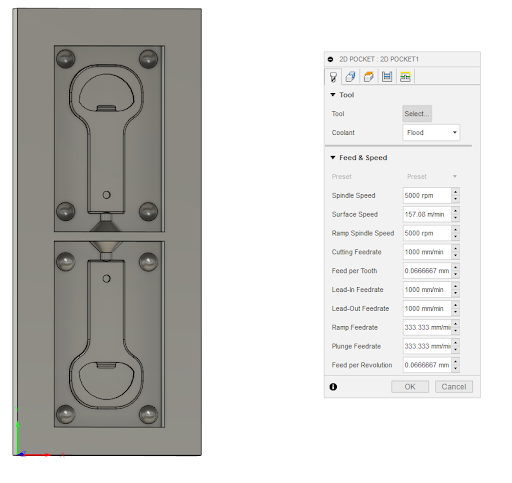 2D POCKET : 2D POCKET1
Tool
Tool Select...
Coolant Flood
Feed & Speed
Preset Preset
Spindle Speed 5000 rpm
Surface Speed 157.08 m/min
Ramp Spindle Speed 5000 rpm
Cutting Feedrate 1000 mm/min
Feed per Tooth 0.0666667 mm
Lead-In Feedrate 1000 mm/min
Lead-Out Feedrate 1000 mm/min
Ramp Feedrate 333.333 mm/mi
Plunge Feedrate 333.333 mm/mi
Feed per Revolution 0.0666667 mm
OK Cancel